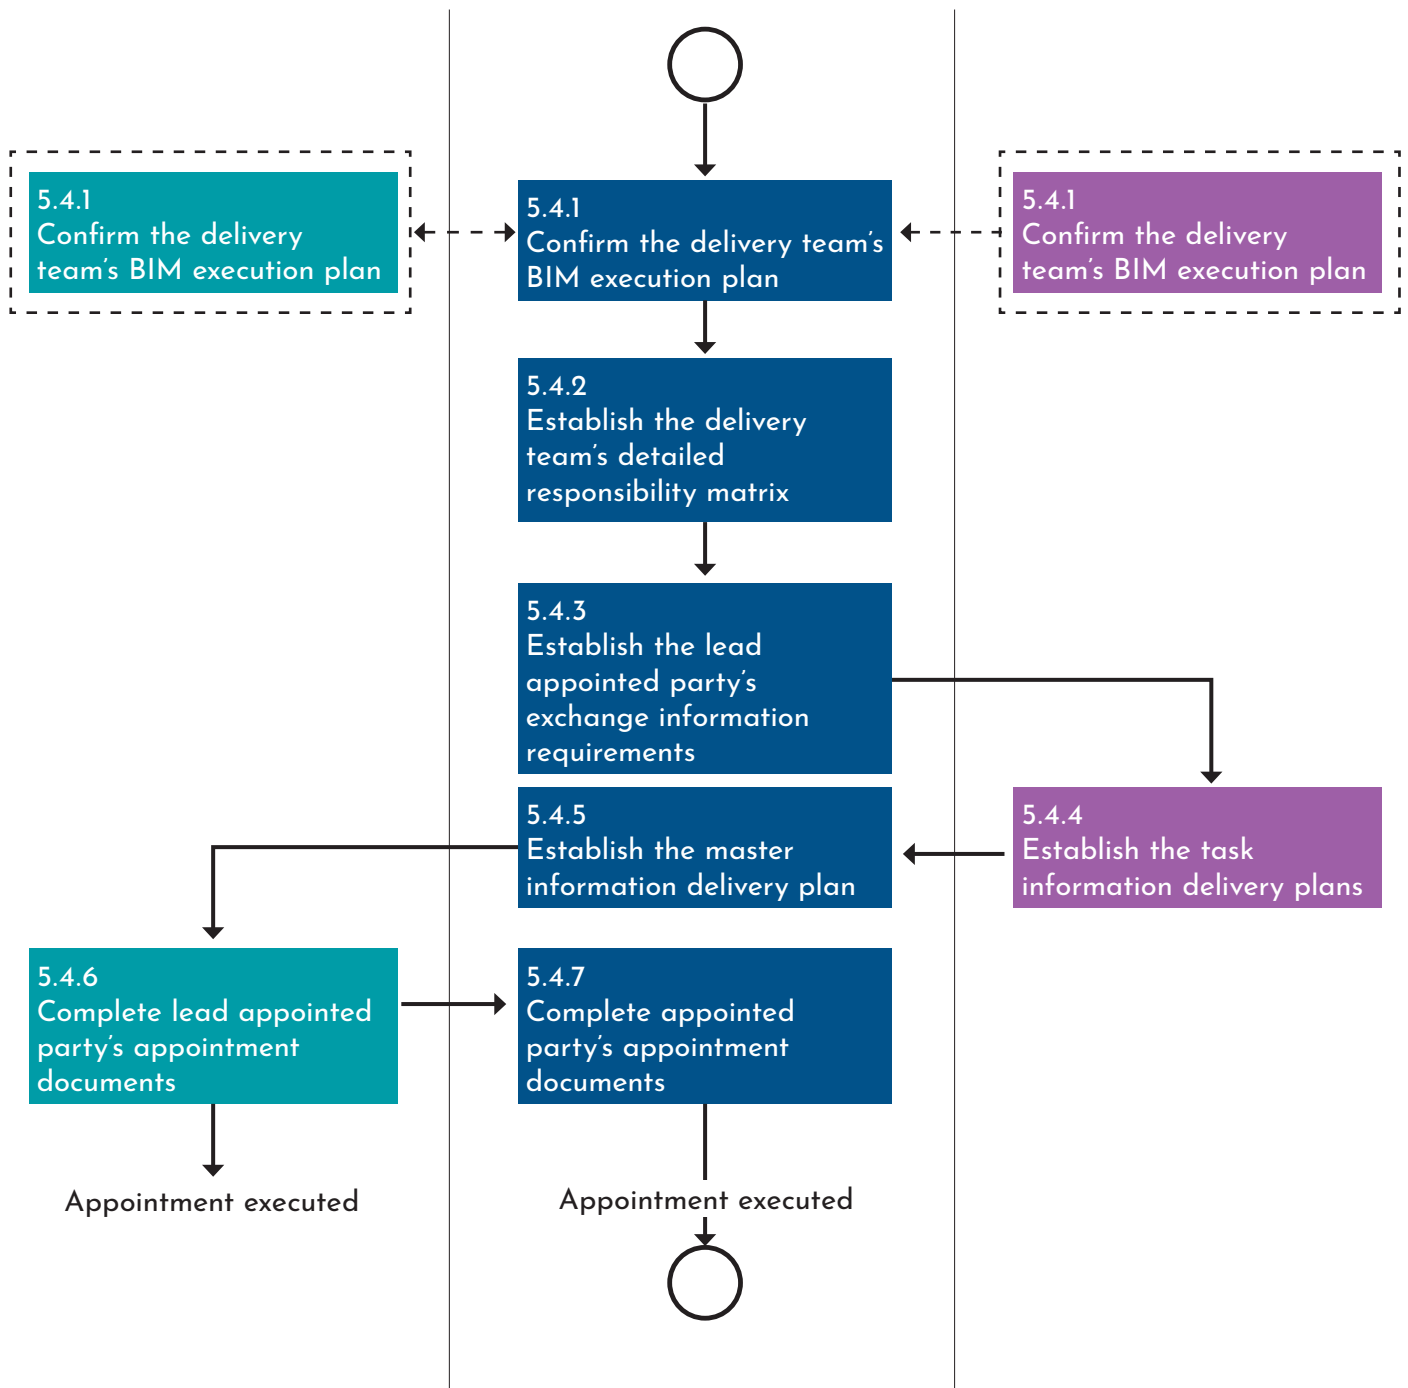 5.4.1
Confirm the delivery
team's BIM execution plan
5.4.1
Confirm the delivery team's
BIM execution plan
5.4.1
Confirm the delivery
team's BIM execution plan
5.4.2
Establish the delivery
team's detailed
responsibility matrix
5.4.3
Establish the lead
appointed party's
exchange information
requirements
5.4.5
Establish the master
information delivery plan
5.4.4
Establish the task
information delivery plans
5.4.6
Complete lead appointed
party's appointment
documents
5.4.7
Complete appointed
party's appointment
documents
Appointment executed
Appointment executed